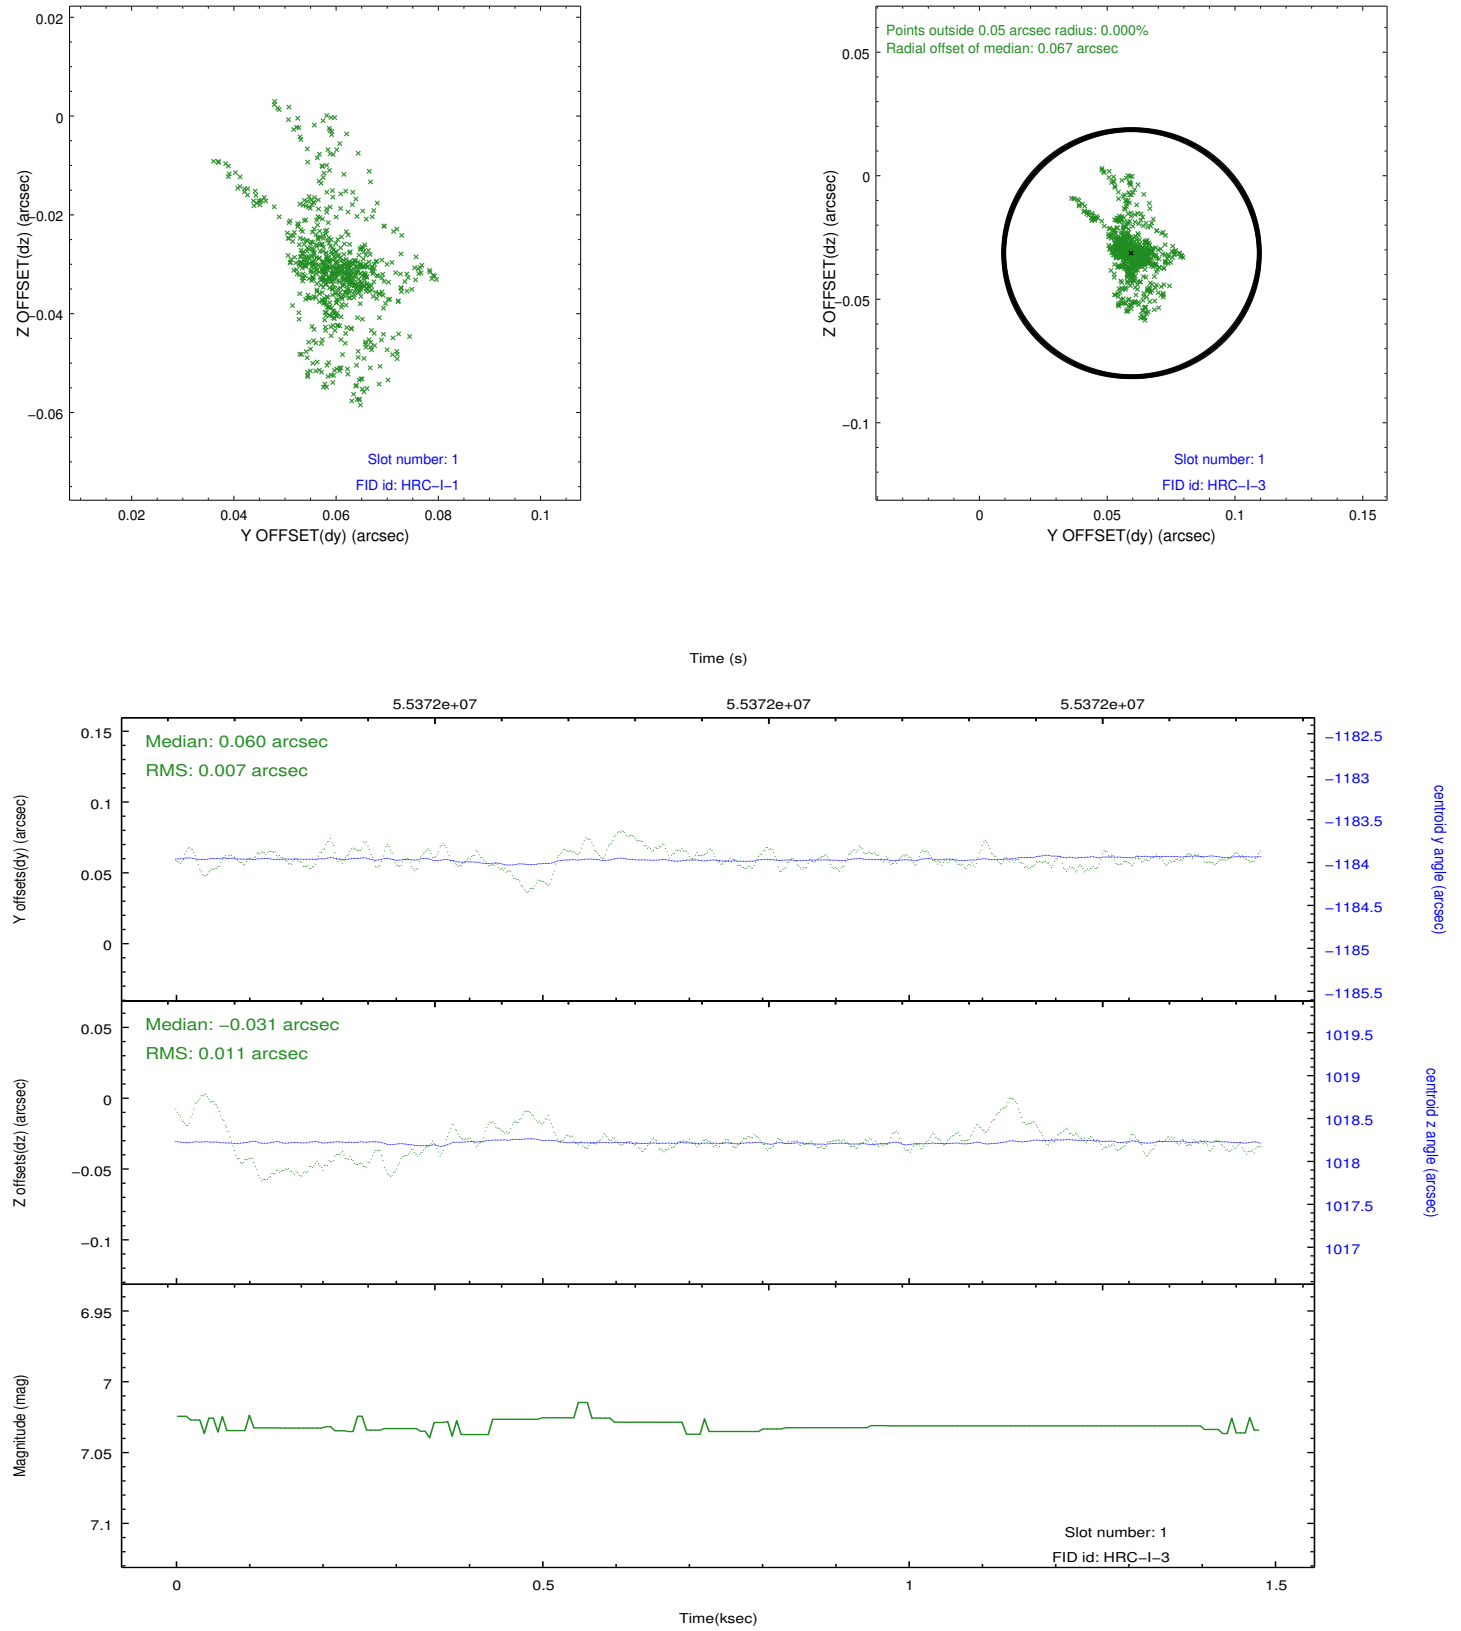 0.02
0
−0.02
−0.04
−0.06
Z OFFSET(dz) (arcsec)
Slot number: 1
FID id: HRC−I−1
0.02
0.04
0.06
0.08
0.1
Y OFFSET(dy) (arcsec)
Points outside 0.05 arcsec radius: 0.000%
Radial offset of median: 0.067 arcsec
0.05
0
−0.05
−0.1
Z OFFSET(dz) (arcsec)
Slot number: 1
FID id: HRC−I−3
0
0.05
0.1
0.15
Y OFFSET(dy) (arcsec)
Time (s)
5.5372e+07
5.5372e+07
5.5372e+07
Median: 0.060 arcsec
RMS: 0.007 arcsec
0.15
0.1
0.05
0
Y offsets(dy) (arcsec)
−1182.5
−1183
−1183.5
−1184
−1184.5
−1185
−1185.5
centroid y angle (arcsec)
Median: −0.031 arcsec
RMS: 0.011 arcsec
0.05
0
−0.05
−0.1
Z offsets(dz) (arcsec)
1019.5
1019
1018.5
1018
1017.5
1017
centroid z angle (arcsec)
6.95
7
7.05
7.1
Magnitude (mag)
Slot number: 1
FID id: HRC−I−3
0
0.5
1
1.5
Time(ksec)